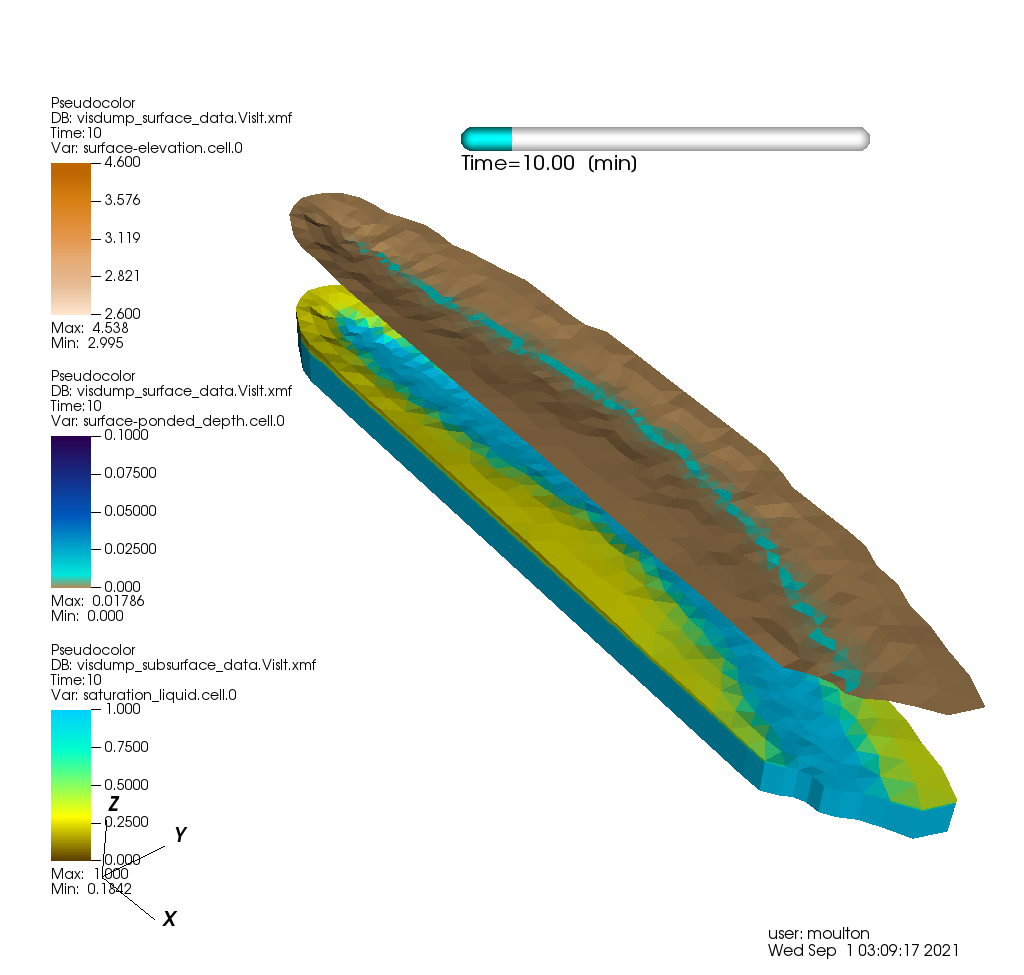 Pseudocolor
DB: visdump_surface_data.VisIt.xmf
Time:10
Var: surface-elevation.cell.0
4.600
3.576
3.119
2.821
2.600
Max: 4.538
Min: 2.995
Time=10.00 (min)
Pseudocolor
DB: visdump_surface_data.VisIt.xmf
Time:10
Var: surface-ponded_depth.cell.0
0.1000
0.07500
0.05000
0.02500
0.000
Max: 0.01786
Min: 0.000
Pseudocolor
DB: visdump_subsurface_data.VisIt.xmf
Time:10
Var: saturation_liquid.cell.0
1.000
0.7500
0.5000
0.2500
0.000
Max: 1.000
Min: 0.1842
Z
Y
X
user: moulton
Wed Sep 1 03:09:17 2021